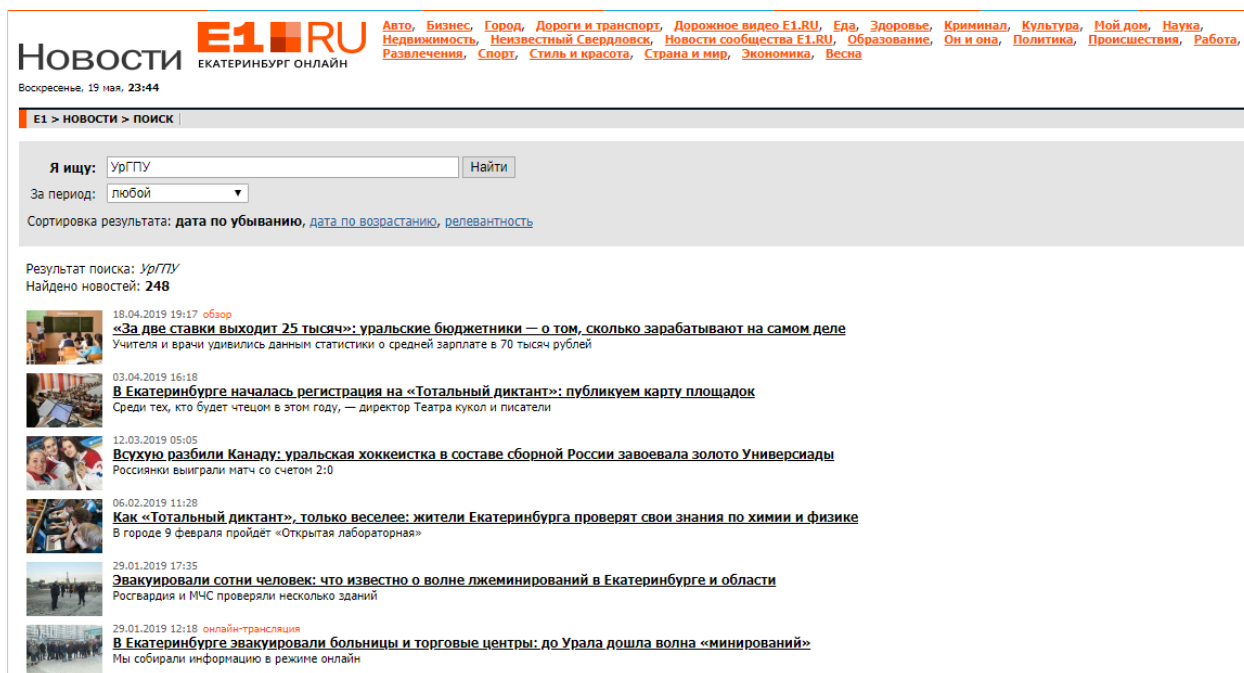 Новости
E1.RU
ЕКАТЕРИНБУРГ ОНЛАЙН
Авто, Бизнес, Город, Дороги и транспорт, Дорожное видео E1.RU, Еда, Здоровье, Криминал, Культура, Мой дом, Наука,
Недвижимость, Неизвестный Свердловск, Новости сообщества E1.RU, Образование, Он и она, Политика, Происшествия, Работа,
Развлечения, Спорт, Стиль и красота, Страна и мир, Экономика, Весна
Воскресенье, 19 мая, 23:44
E1 > НОВОСТИ > ПОИСК
Я ищу: УрГПУ Найти
За период: любой
Сортировка результата: дата по убыванию, дата по возрастанию, релевантность
Результат поиска: УрГПУ
Найдено новостей: 248
18.04.2019 19:17 обзор
«За две ставки выходит 25 тысяч»: уральские бюджетники — о том, сколько зарабатывают на самом деле
Учителя и врачи удивились данным статистики о средней зарплате в 70 тысяч рублей
03.04.2019 16:18
В Екатеринбурге началась регистрация на «Тотальный диктант»: публикуем карту площадок
Среди тех, кто будет чтецом в этом году, — директор Театра кукол и писатели
12.03.2019 05:05
Всухую разбили Канаду: уральская хоккеистка в составе сборной России завоевала золото Универсиады
Россиянки выиграли матч со счетом 2:0
06.02.2019 11:28
Как «Тотальный диктант», только веселее: жители Екатеринбурга проверят свои знания по химии и физике
В городе 9 февраля пройдёт «Открытая лабораторная»
29.01.2019 17:35
Эвакуировали сотни человек: что известно о волне лжеминирований в Екатеринбурге и области
Росгвардия и МЧС проверяли несколько зданий
29.01.2019 12:18 онлайн-трансляция
В Екатеринбурге эвакуировали больницы и торговые центры: до Урала дошла волна «минирований»
Мы собирали информацию в режиме онлайн